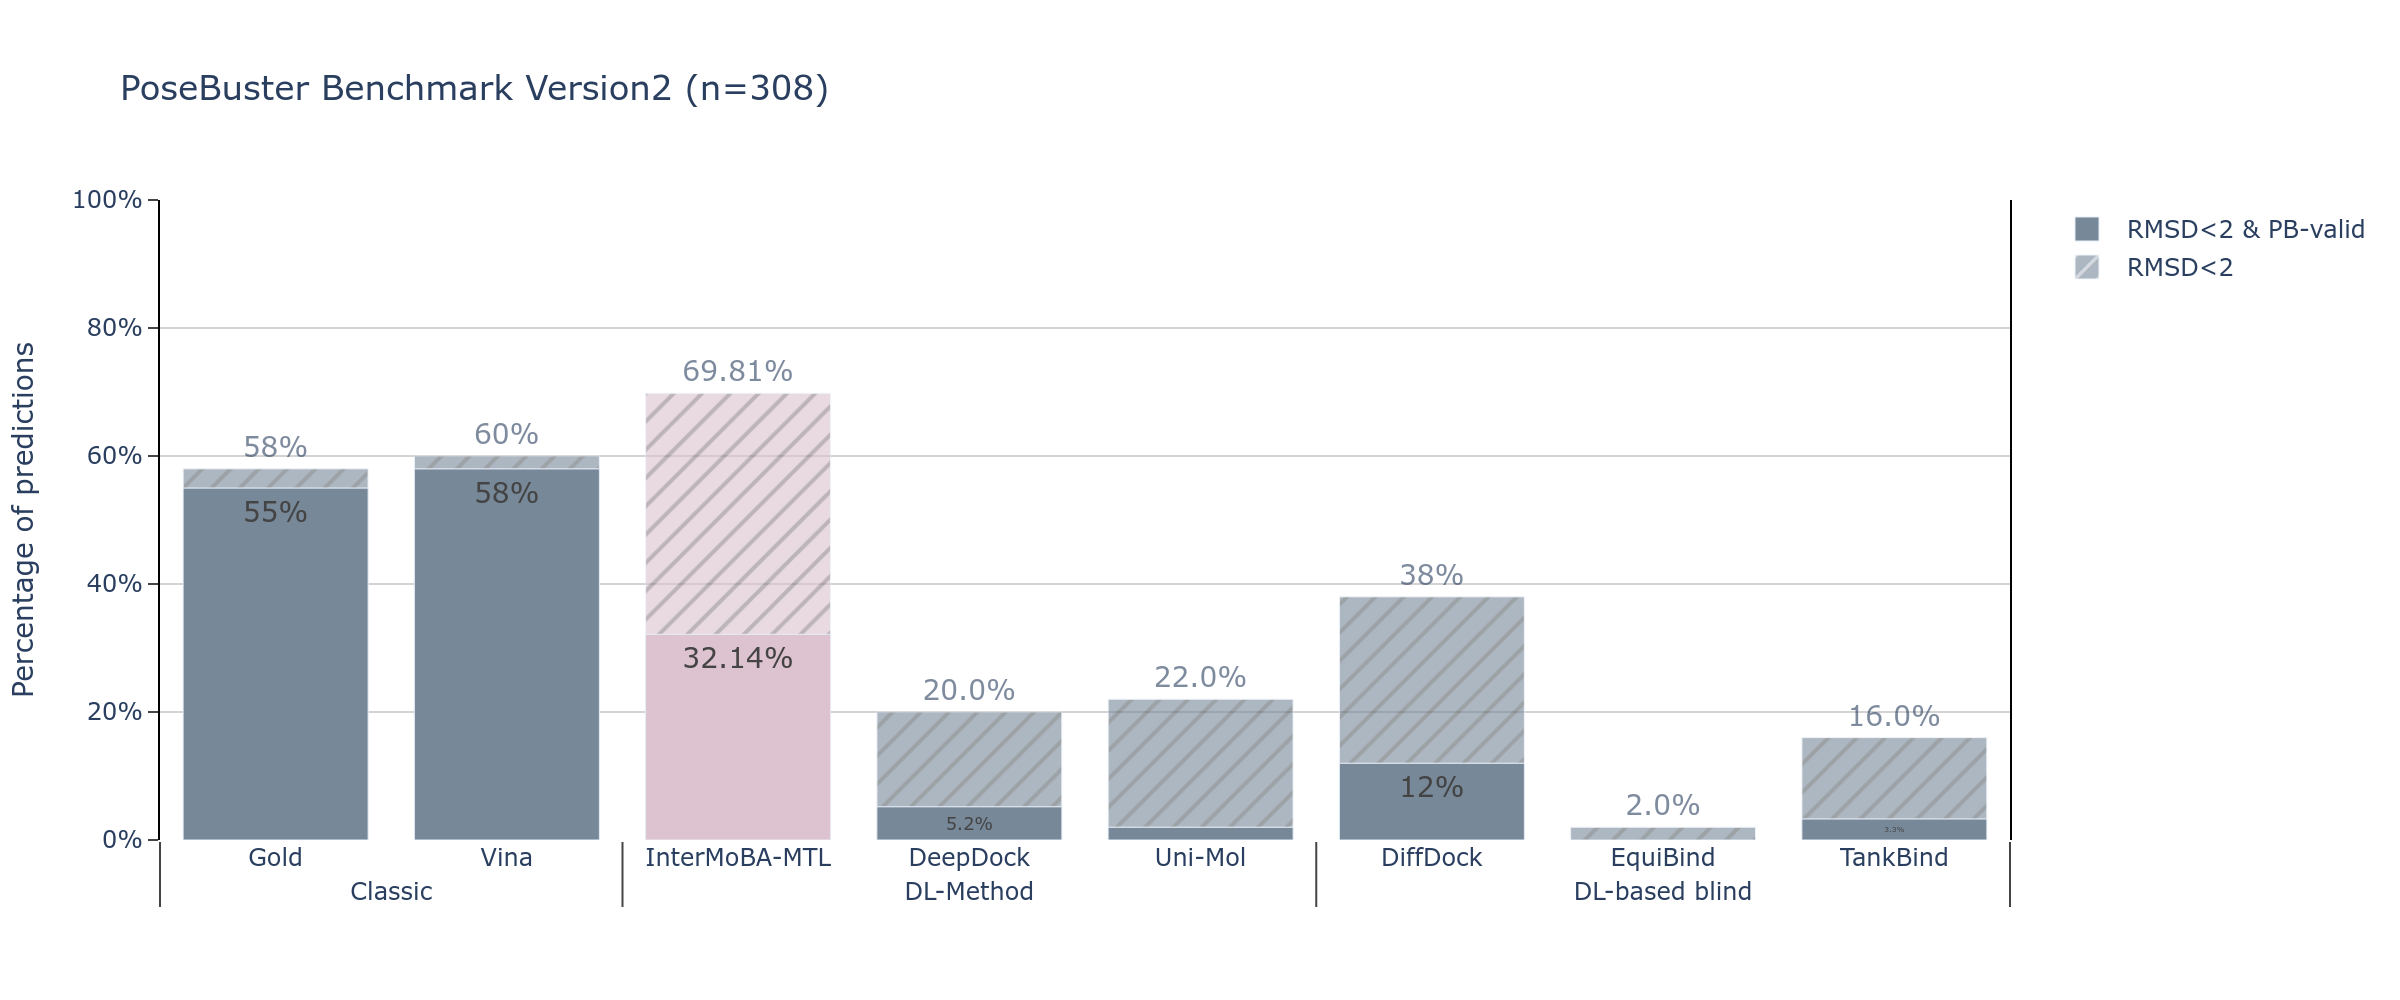 PoseBuster Benchmark Version2 (n=308)
100%
80%
60%
40%
20%
0%
Percentage of predictions
58%
55%
60%
58%
69.81%
32.14%
20.0%
5.2%
22.0%
38%
12%
2.0%
16.0%
3.3%
Gold
Vina
InterMoBA-MTL
DeepDock
Uni-Mol
DiffDock
EquiBind
TankBind
Classic
DL-Method
DL-based blind
RMSD<2 & PB-valid
RMSD<2